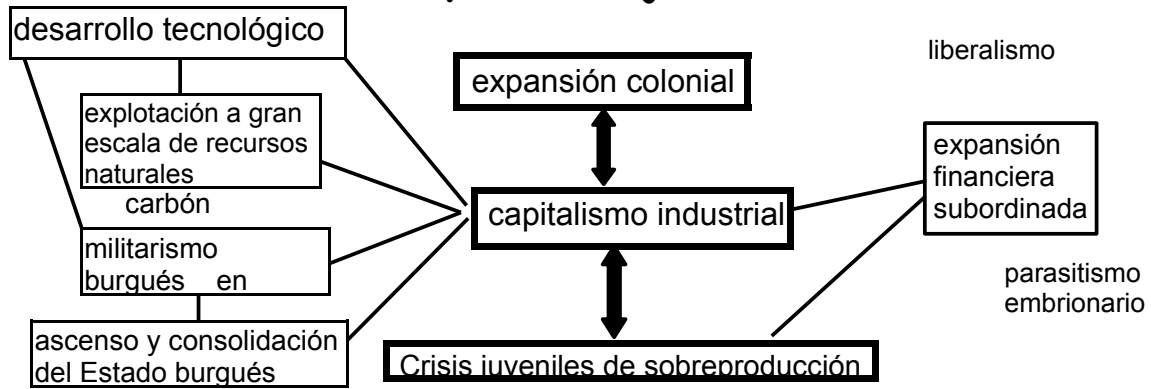 desarrollo tecnológico
explotación a gran
escala de recursos
naturales
carbón
militarismo
burgués en
ascenso y consolidación
del Estado burgués
expansión colonial
capitalismo industrial
Crisis juveniles de sobreproducción
liberalismo
expansión
financiera
subordinada
parasitismo
embrionario